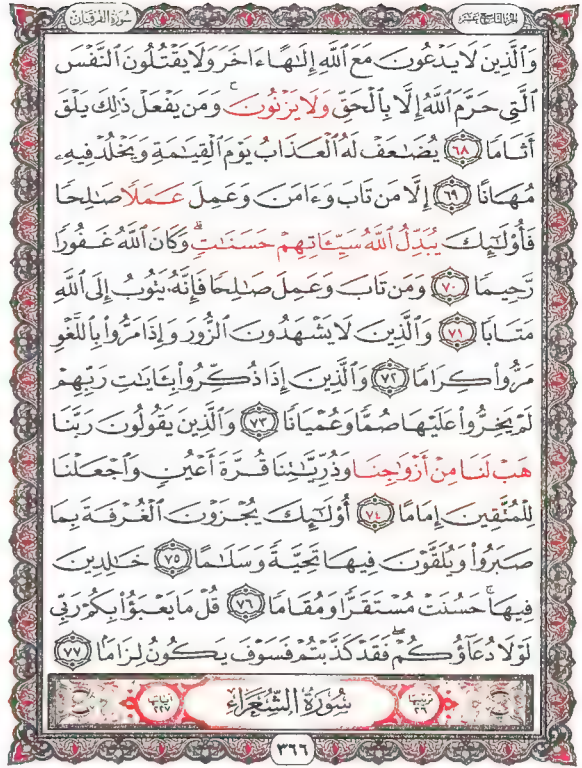 الجزء التاسع عشر
سورة الفرقان
وَالَّذِينَ لَا يَدْعُونَ مَعَ اللَّهِ إِلَٰهًا ءَاخَرَ وَلَا يَقْتُلُونَ النَّفْسَ
الَّتِي حَرَّمَ اللَّهُ إِلَّا بِالْحَقِّ وَلَا يَزْنُونَ ۚ وَمَن يَفْعَلْ ذَٰلِكَ يَلْقَ
أَثَامًا ٦٨ يُضَٰعَفْ لَهُ الْعَذَابُ يَوْمَ الْقِيَٰمَةِ وَيَخْلُدْ فِيهِۦ
مُهَانًا ٦٩ إِلَّا مَن تَابَ وَءَامَنَ وَعَمِلَ عَمَلًا صَٰلِحًا
فَأُو۟لَٰٓئِكَ يُبَدِّلُ اللَّهُ سَيِّـَٔاتِهِمْ حَسَنَٰتٍ ۗ وَكَانَ اللَّهُ غَفُورًا
رَّحِيمًا ٧٠ وَمَن تَابَ وَعَمِلَ صَٰلِحًا فَإِنَّهُۥ يَتُوبُ إِلَى اللَّهِ
مَتَابًا ٧١ وَالَّذِينَ لَا يَشْهَدُونَ الزُّورَ وَإِذَا مَرُّوا۟ بِاللَّغْوِ
مَرُّوا۟ كِرَامًا ٧٢ وَالَّذِينَ إِذَا ذُكِّرُوا۟ بِـَٔايَٰتِ رَبِّهِمْ
لَمْ يَخِرُّوا۟ عَلَيْهَا صُمًّا وَعُمْيَانًا ٧٣ وَالَّذِينَ يَقُولُونَ رَبَّنَا
هَبْ لَنَا مِنْ أَزْوَٰجِنَا وَذُرِّيَّٰتِنَا قُرَّةَ أَعْيُنٍ وَاجْعَلْنَا
لِلْمُتَّقِينَ إِمَامًا ٧٤ أُو۟لَٰٓئِكَ يُجْزَوْنَ الْغُرْفَةَ بِمَا
صَبَرُوا۟ وَيُلَقَّوْنَ فِيهَا تَحِيَّةً وَسَلَٰمًا ٧٥ خَٰلِدِينَ
فِيهَا ۚ حَسُنَتْ مُسْتَقَرًّا وَمُقَامًا ٧٦ قُلْ مَا يَعْبَؤُا۟ بِكُمْ رَبِّي
لَوْلَا دُعَآؤُكُمْ ۖ فَقَدْ كَذَّبْتُمْ فَسَوْفَ يَكُونُ لِزَامًا ٧٧
ترتيبها ٢٦
سُورَةُ الشُّعَرَاءِ
آياتها ٢٢٧
٣٦٦